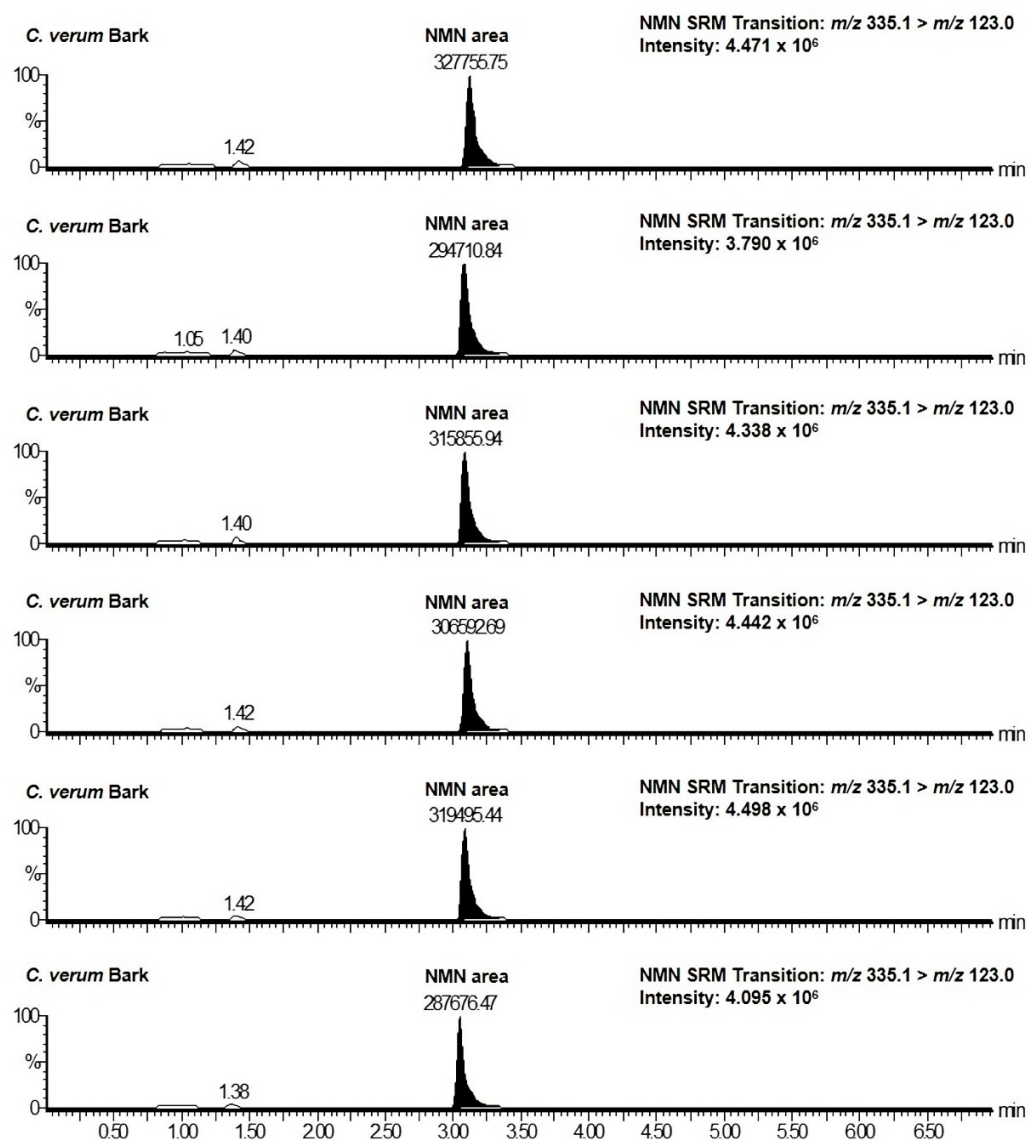 C. verum Bark
NMN area
327755.75
NMN SRM Transition: m/z 335.1 > m/z 123.0
Intensity: 4.471 x 10⁶
100
%
0
1.42
min
C. verum Bark
NMN area
294710.84
NMN SRM Transition: m/z 335.1 > m/z 123.0
Intensity: 3.790 x 10⁶
100
%
0
1.05
1.40
min
C. verum Bark
NMN area
315855.94
NMN SRM Transition: m/z 335.1 > m/z 123.0
Intensity: 4.338 x 10⁶
100
%
0
1.40
min
C. verum Bark
NMN area
306592.69
NMN SRM Transition: m/z 335.1 > m/z 123.0
Intensity: 4.442 x 10⁶
100
%
0
1.42
min
C. verum Bark
NMN area
319495.44
NMN SRM Transition: m/z 335.1 > m/z 123.0
Intensity: 4.498 x 10⁶
100
%
0
1.42
min
C. verum Bark
NMN area
287676.47
NMN SRM Transition: m/z 335.1 > m/z 123.0
Intensity: 4.095 x 10⁶
100
%
0
1.38
min
0.50 1.00 1.50 2.00 2.50 3.00 3.50 4.00 4.50 5.00 5.50 6.00 6.50